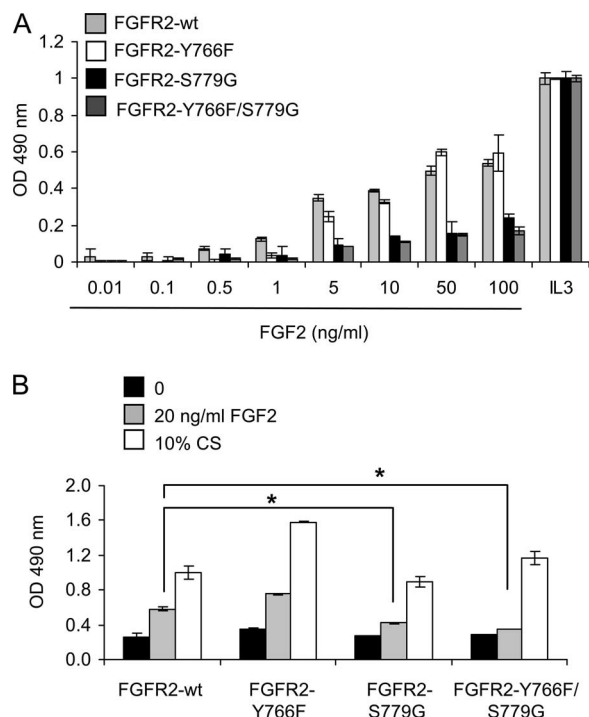 A
FGFR2-wt
FGFR2-Y766F
FGFR2-S779G
FGFR2-Y766F/S779G
OD 490 nm
1.2
1
0.8
0.6
0.4
0.2
0
0.01 0.1 0.5 1 5 10 50 100 IL3
FGF2 (ng/ml)
B
0
20 ng/ml FGF2
10% CS
*
*
OD 490 nm
2.0
1.6
1.2
0.8
0.4
0.0
FGFR2-wt FGFR2- FGFR2- FGFR2-Y766F/
Y766F S779G S779G